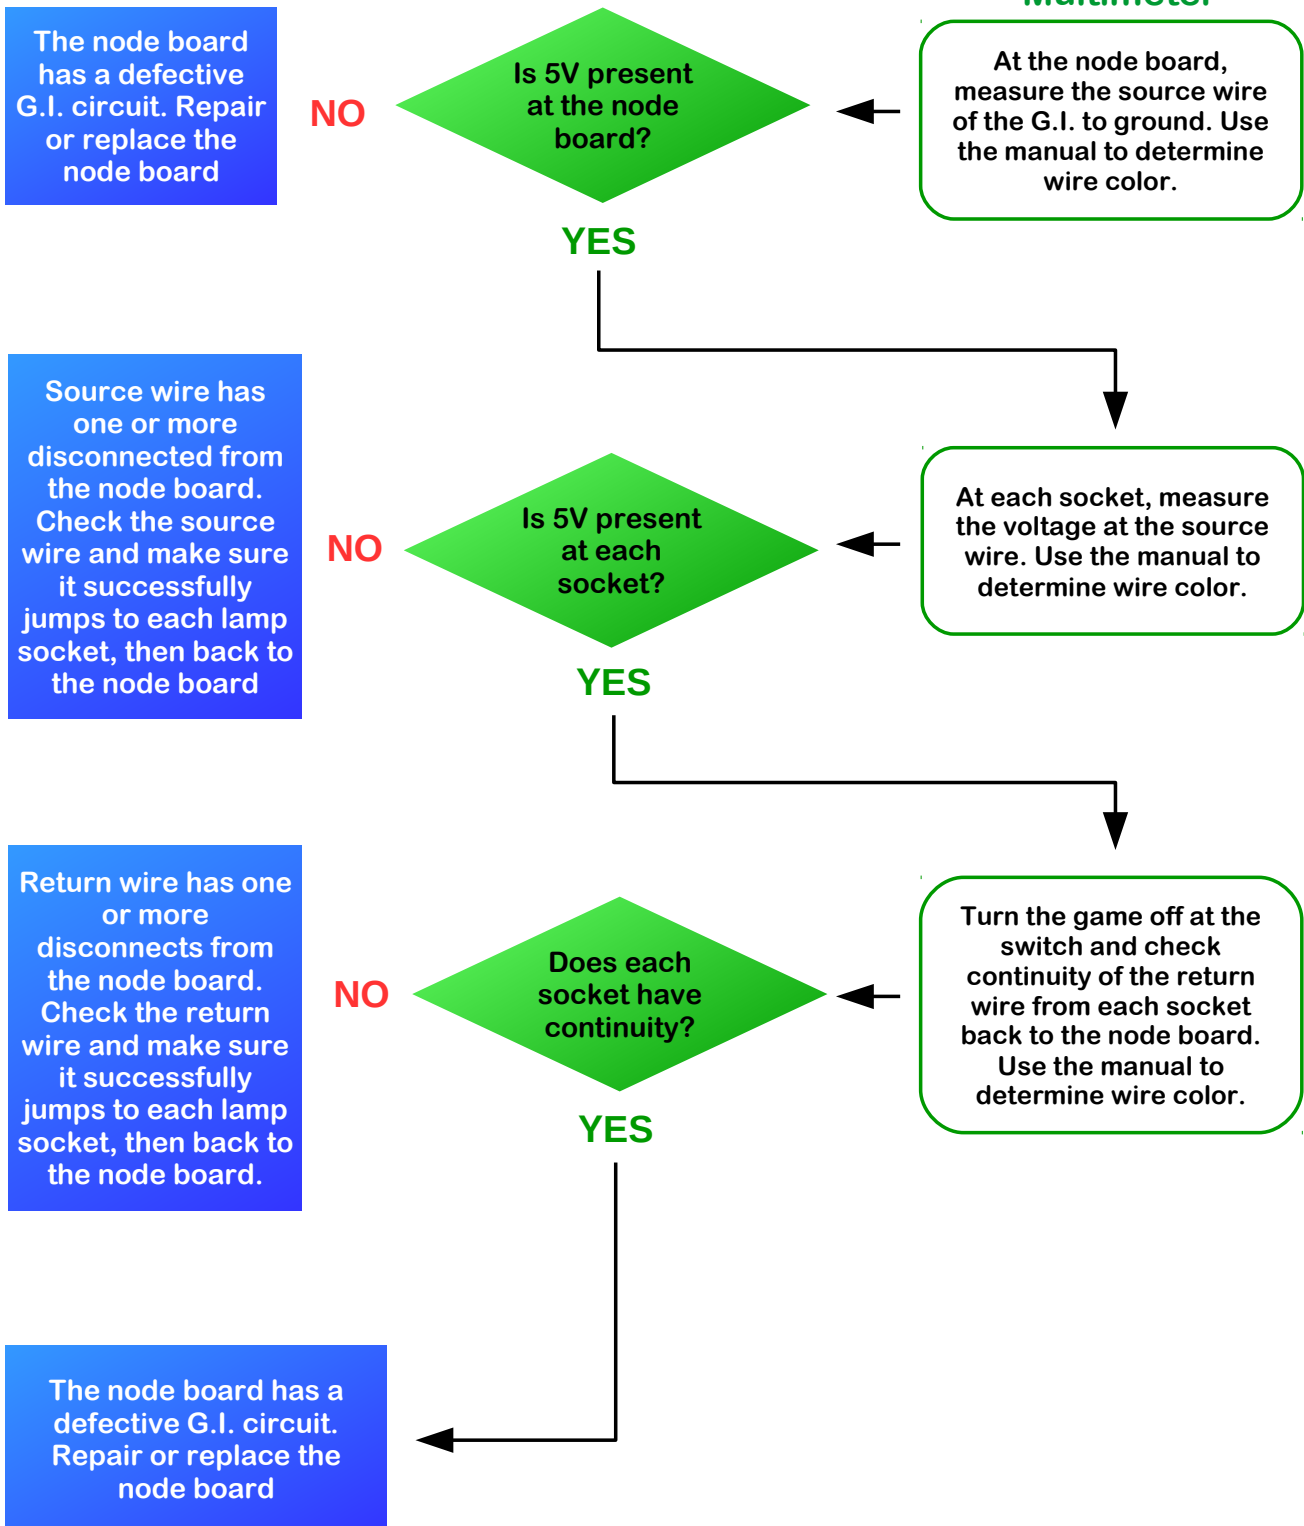 Multimeter
The node board
has a defective
G.I. circuit. Repair
or replace the
node board
NO
Is 5V present
at the node
board?
At the node board,
measure the source wire
of the G.I. to ground. Use
the manual to determine
wire color.
YES
Source wire has
one or more
disconnected from
the node board.
Check the source
wire and make sure
it successfully
jumps to each lamp
socket, then back to
the node board
NO
Is 5V present
at each
socket?
At each socket, measure
the voltage at the source
wire. Use the manual to
determine wire color.
YES
Return wire has one
or more
disconnects from
the node board.
Check the return
wire and make sure
it successfully
jumps to each lamp
socket, then back to
the node board.
NO
Does each
socket have
continuity?
Turn the game off at the
switch and check
continuity of the return
wire from each socket
back to the node board.
Use the manual to
determine wire color.
YES
The node board has a
defective G.I. circuit.
Repair or replace the
node board